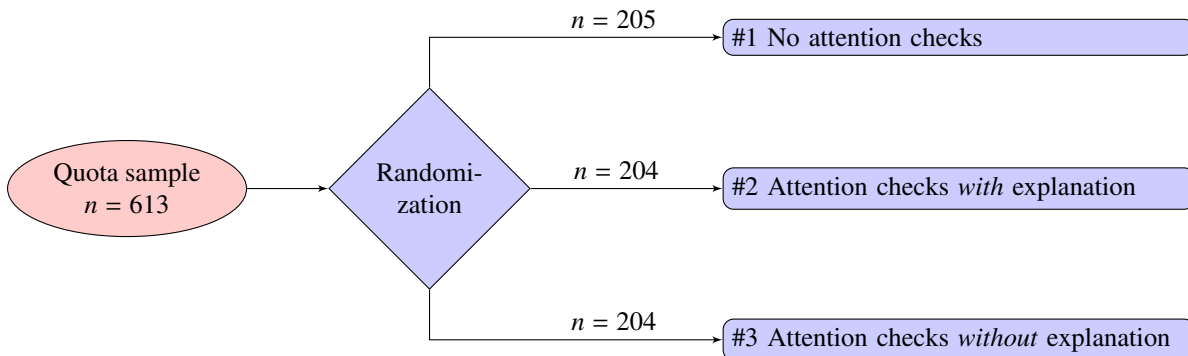 n = 205
#1 No attention checks
Quota sample
n = 613
Randomi-
zation
n = 204
#2 Attention checks with explanation
n = 204
#3 Attention checks without explanation